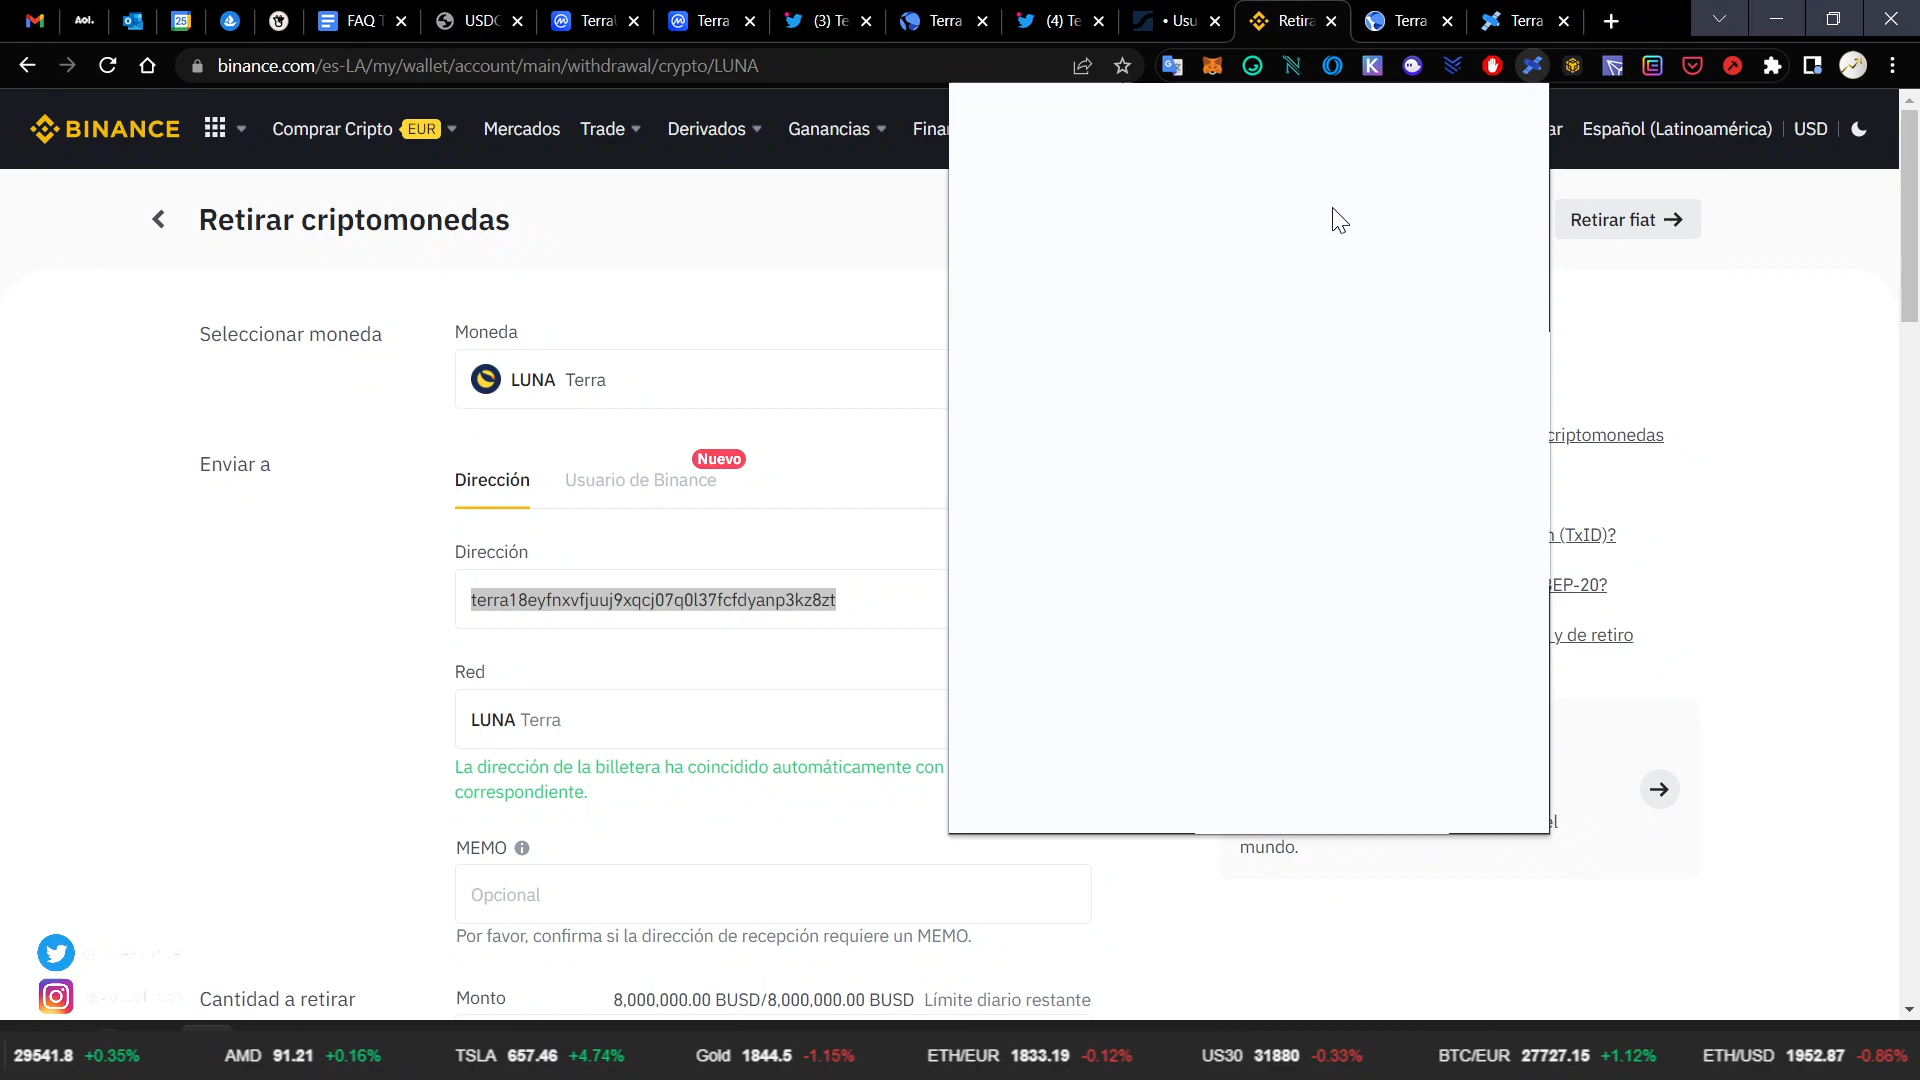 Aol.
25
FAQ T
USDC
Terra
Terra
(3) Te
Terra
(4) Te
• Usu
Retira
Terra
Terra
binance.com/es-LA/my/wallet/account/main/withdrawal/crypto/LUNA
BINANCE
Comprar Cripto EUR
Mercados
Trade
Derivados
Ganancias
Finan
ar
Español (Latinoamérica)
USD
Retirar criptomonedas
Retirar fiat
Seleccionar moneda
Moneda
LUNA Terra
criptomonedas
Enviar a
Nuevo
Dirección
Usuario de Binance
n (TxID)?
Dirección
BEP-20?
terra18eyfnxvfjuuj9xqcj07q0l37fcfdyanp3kz8zt
y de retiro
Red
LUNA Terra
La dirección de la billetera ha coincidido automáticamente con
correspondiente.
el
mundo.
MEMO
Opcional
Por favor, confirma si la dirección de recepción requiere un MEMO.
Cantidad a retirar
Monto
8,000,000.00 BUSD/8,000,000.00 BUSD Límite diario restante
29541.8 +0.35%
AMD 91.21 +0.16%
TSLA 657.46 +4.74%
Gold 1844.5 -1.15%
ETH/EUR 1833.19 -0.12%
US30 31880 -0.33%
BTC/EUR 27727.15 +1.12%
ETH/USD 1952.87 -0.86%